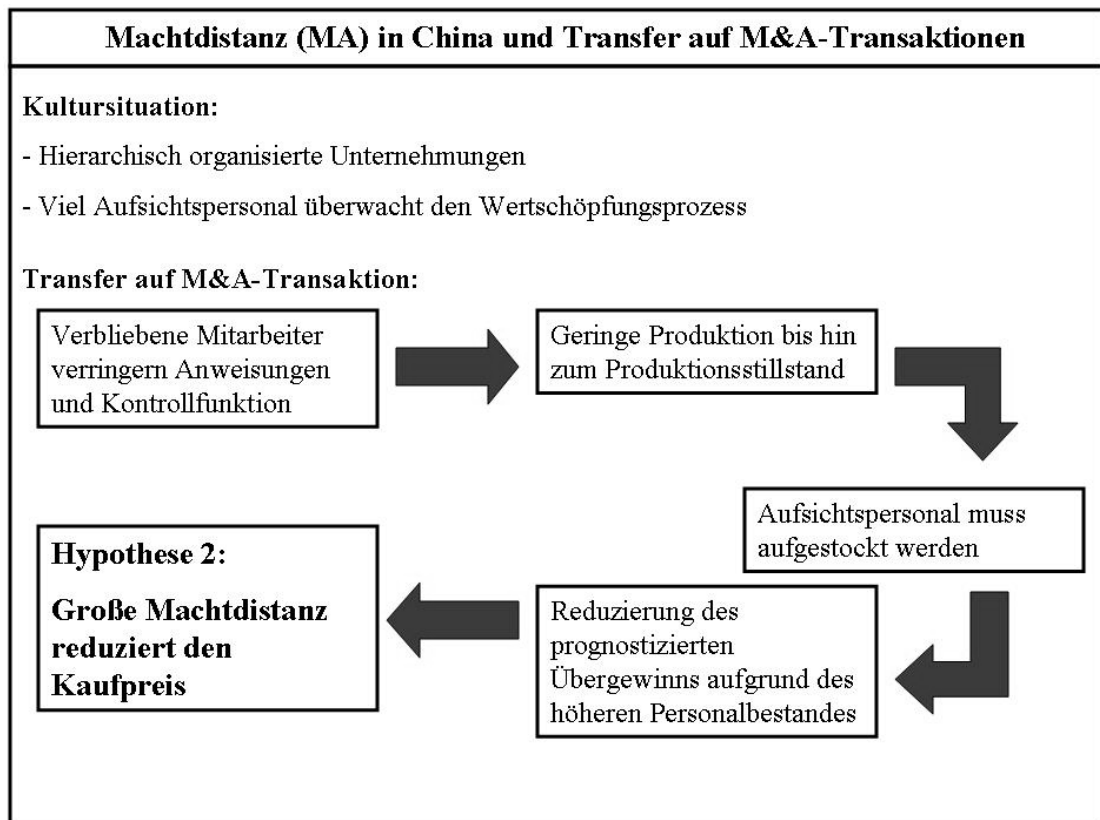 Machtdistanz (MA) in China und Transfer auf M&A-Transaktionen
Kultursituation:
- Hierarchisch organisierte Unternehmungen
- Viel Aufsichtspersonal überwacht den Wertschöpfungsprozess
Transfer auf M&A-Transaktion:
Verbliebene Mitarbeiter
verringern Anweisungen
und Kontrollfunktion
Geringe Produktion bis hin
zum Produktionsstillstand
Aufsichtspersonal muss
aufgestockt werden
Reduzierung des
prognostizierten
Übergewinns aufgrund des
höheren Personalbestandes
Hypothese 2:
Große Machtdistanz
reduziert den
Kaufpreis